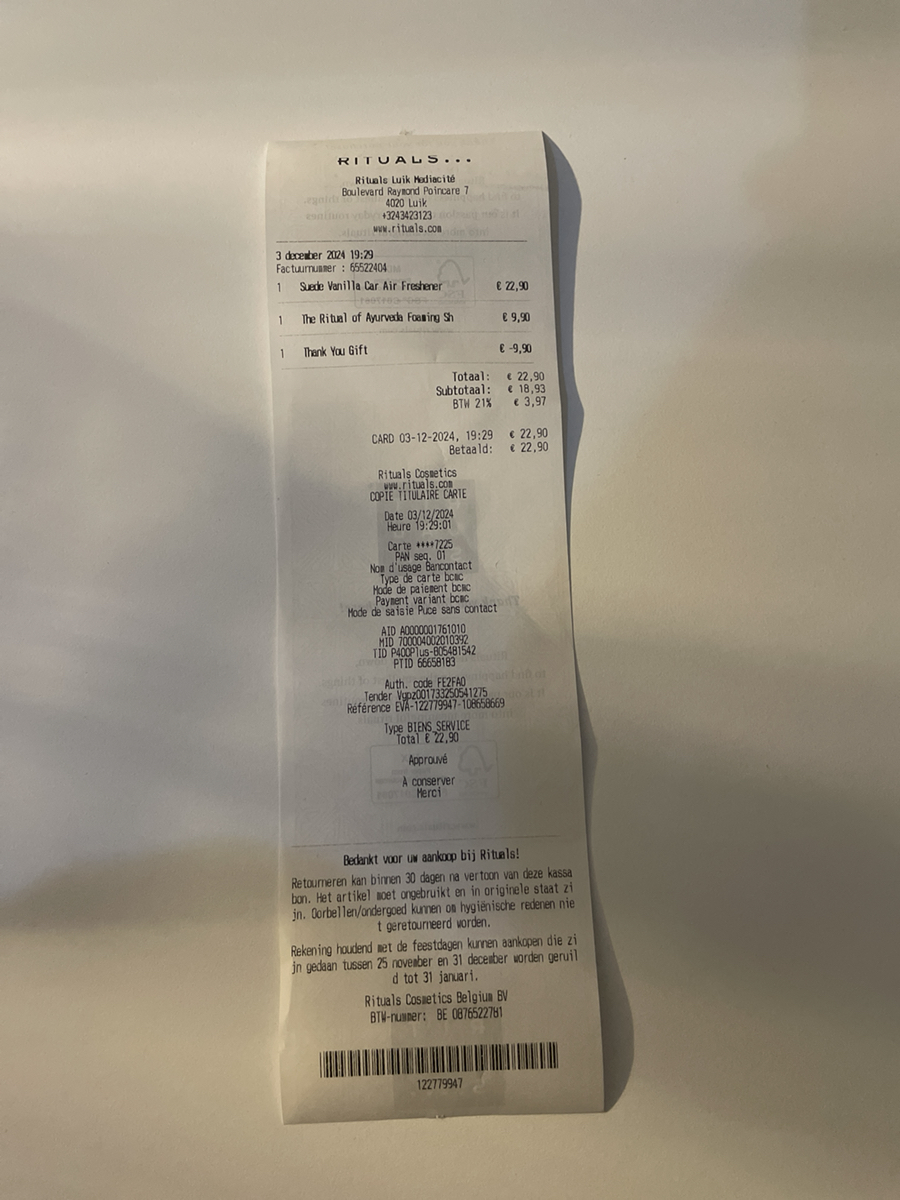 RITUALS...
Rituals Luik Mediacité
Boulevard Raymond Poincare 7
4020 Luik
+3243423123
www.rituals.com
3 december 2024 19:29
Factuurnummer : 65522404
1 Suede Vanilla Car Air Freshener € 22,90
1 The Ritual of Ayurveda Foaming Sh € 9,90
1 Thank You Gift € -9,90
Totaal: € 22,90
Subtotaal: € 18,93
BTW 21% € 3,97
CARD 03-12-2024, 19:29 € 22,90
Betaald: € 22,90
Rituals Cosmetics
www.rituals.com
COPIE TITULAIRE CARTE
Date 03/12/2024
Heure 19:29:01
Carte ****7225
PAN seq. 01
Nom d'usage Bancontact
Type de carte bcmc
Mode de paiement bcmc
Payment variant bcmc
Mode de saisie Puce sans contact
AID A0000001761010
MID 700004002010392
TID P400Plus-805481542
PTID 66658183
Auth. code FE2FA0
Tender Vgpz001733250541275
Référence EVA-122779947-108658669
Type BIENS_SERVICE
Total € 22,90
Approuvé
A conserver
Merci
Bedankt voor uw aankoop bij Rituals!
Retourneren kan binnen 30 dagen na vertoon van deze kassa
bon. Het artikel moet ongebruikt en in originele staat zi
jn. Oorbellen/ondergoed kunnen om hygiënische redenen nie
t geretourneerd worden.
Rekening houdend met de feestdagen kunnen aankopen die zi
jn gedaan tussen 25 november en 31 december worden geruil
d tot 31 januari.
Rituals Cosmetics Belgium BV
BTW-nummer: BE 0876522781
122779947